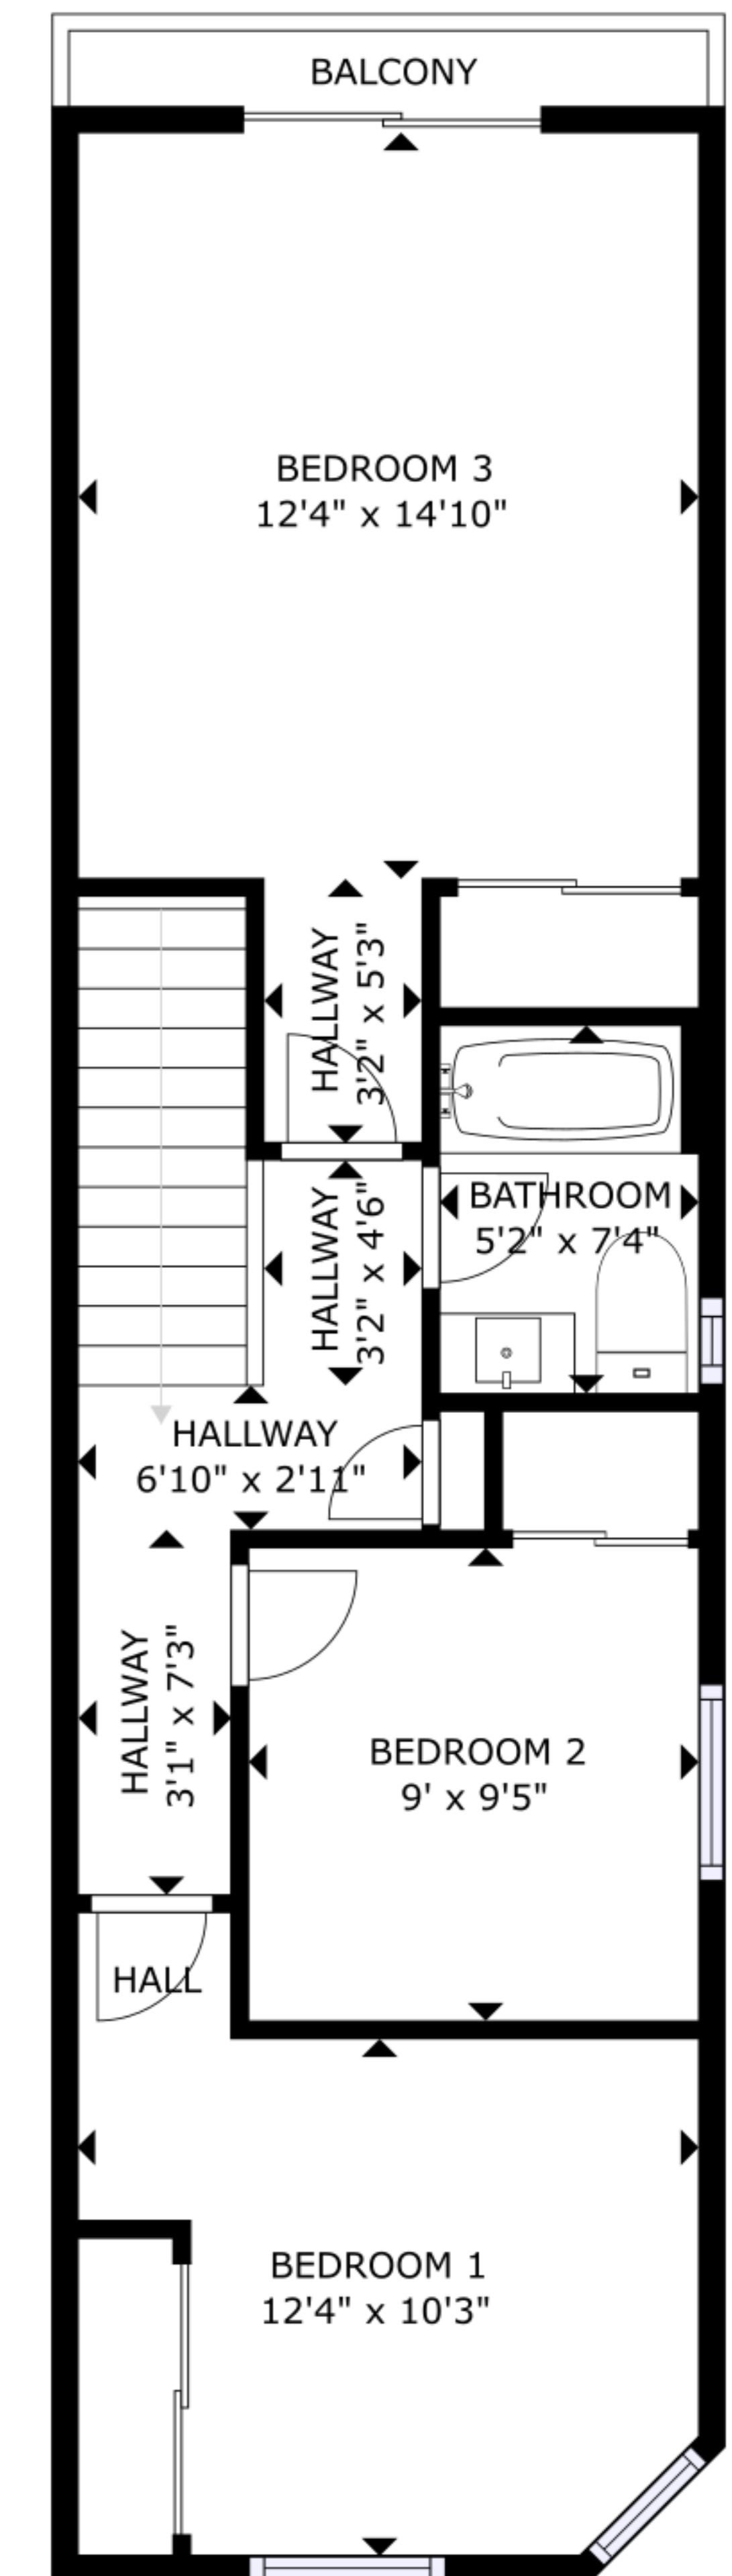 BALCONY
BEDROOM 3
12'4" x 14'10"
HALLWAY
3'2" x 5'3"
HALLWAY
3'2" x 4'6"
BATHROOM
5'2" x 7'4"
HALLWAY
6'10" x 2'11"
HALLWAY
3'1" x 7'3"
BEDROOM 2
9' x 9'5"
HALL
BEDROOM 1
12'4" x 10'3"